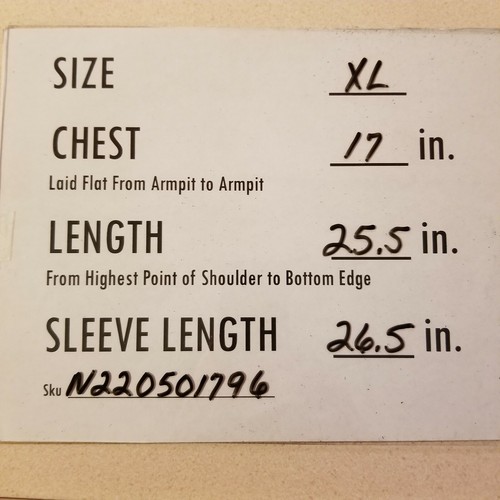 SIZE XL
CHEST 17 in.
Laid Flat From Armpit to Armpit
LENGTH 25.5 in.
From Highest Point of Shoulder to Bottom Edge
SLEEVE LENGTH 26.5 in.
Sku N220501796